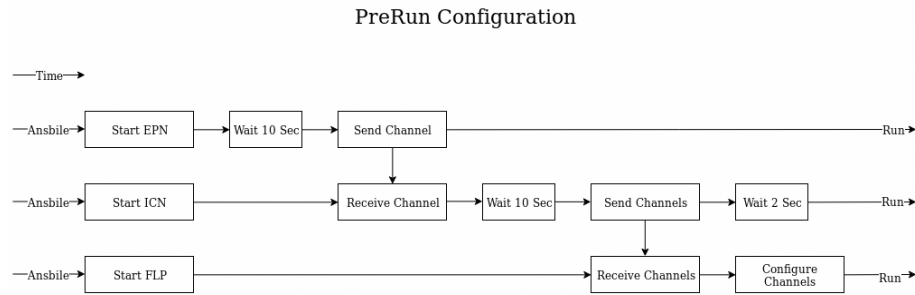 PreRun Configuration
Time
Ansbile
Start EPN
Wait 10 Sec
Send Channel
Run
Ansbile
Start ICN
Receive Channel
Wait 10 Sec
Send Channels
Wait 2 Sec
Run
Ansbile
Start FLP
Receive Channels
Configure
Channels
Run